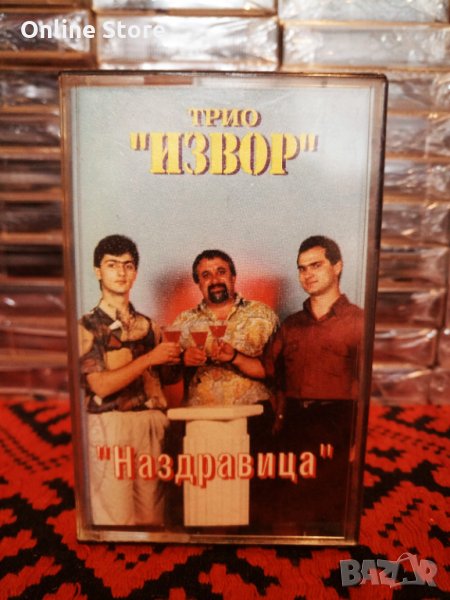 Online Store
ТРИО
"ИЗВОР"
"Наздравица"
BAZAR